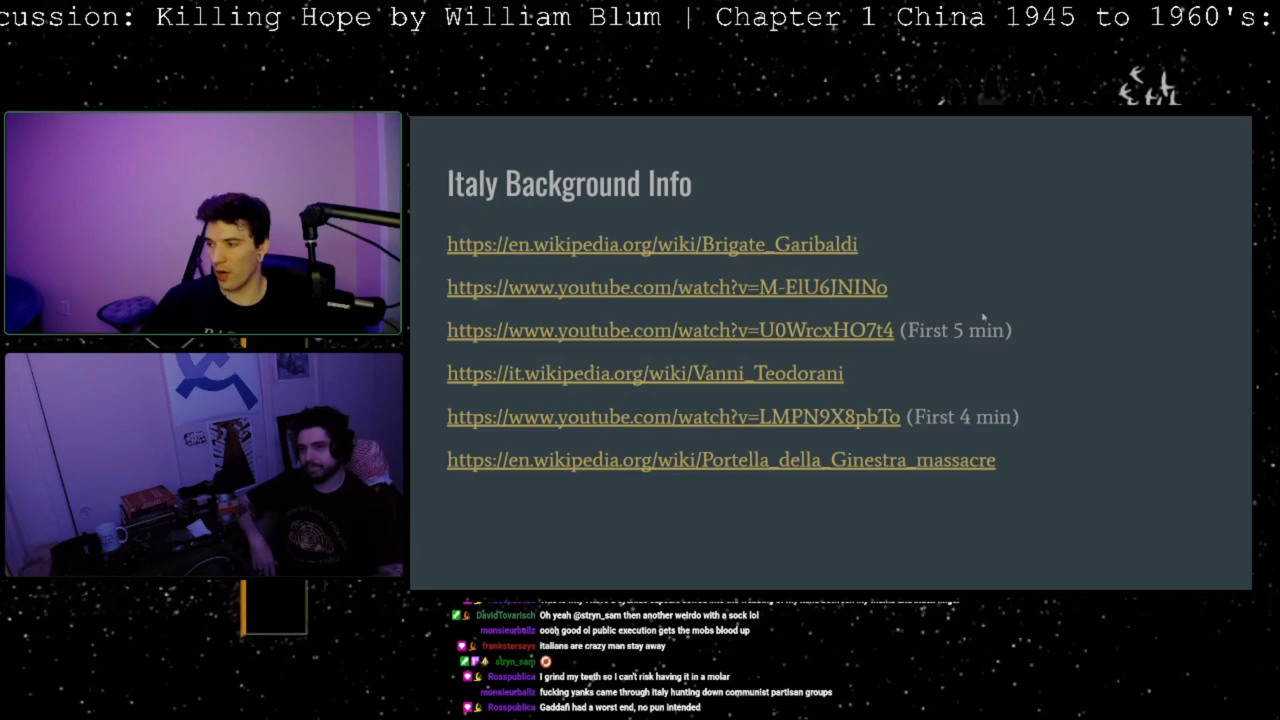 cussion: Killing Hope by William Blum | Chapter 1 China 1945 to 1960's:
Italy Background Info
https://en.wikipedia.org/wiki/Brigate_Garibaldi
https://www.youtube.com/watch?v=M-ElU6JNINo
https://www.youtube.com/watch?v=U0WrcxHO7t4 (First 5 min)
https://it.wikipedia.org/wiki/Vanni_Teodorani
https://www.youtube.com/watch?v=LMPN9X8pbTo (First 4 min)
https://en.wikipedia.org/wiki/Portella_della_Ginestra_massacre
DavidTovarisch Oh yeah @stryn_sam then another weirdo with a sock lol
monsieurballz oooh good ol public execution gets the mobs blood up
frankstersays Italians are crazy man stay away
stryn_sam
Rosspublica I grind my teeth so I can't risk having it in a molar
monsieurballz fucking yanks came through italy hunting down communist partisan groups
Rosspublica Gaddafi had a worst end, no pun intended